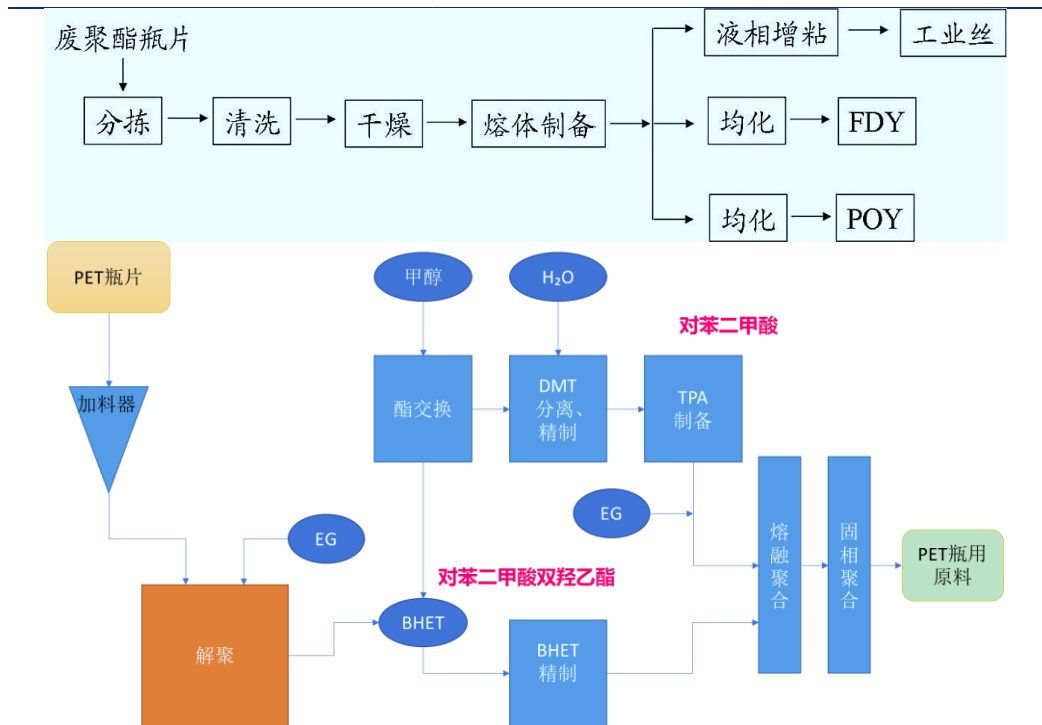 废聚酯瓶片
分拣
清洗
干燥
熔体制备
液相增粘
工业丝
均化
FDY
均化
POY
PET瓶片
甲醇
H₂O
对苯二甲酸
加料器
酯交换
DMT
分离、
精制
TPA
制备
EG
EG
熔融聚合
固相聚合
PET瓶用
原料
对苯二甲酸双羟乙酯
解聚
BHET
BHET
精制